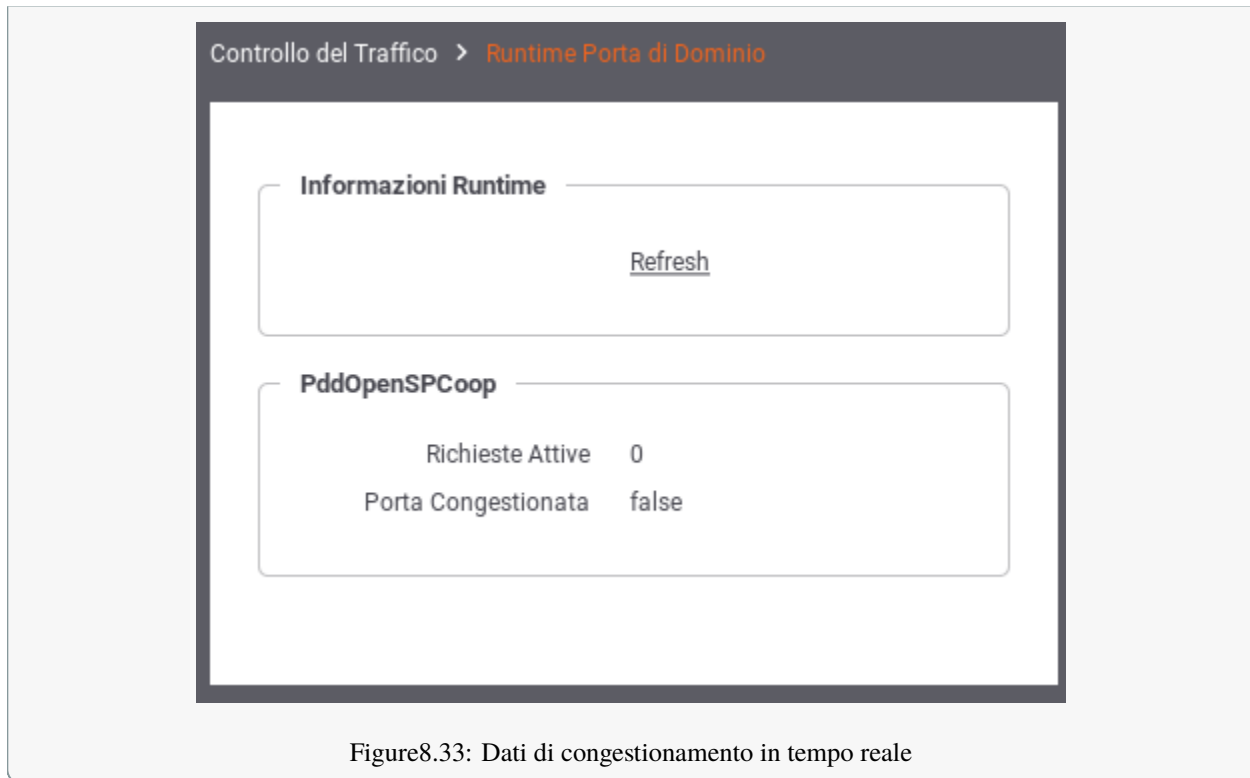 Controllo del Traffico > Runtime Porta di Dominio
Informazioni Runtime
Refresh
PddOpenSPCoop
Richieste Attive 0
Porta Congestionata false
Figure8.33: Dati di congestionamento in tempo reale